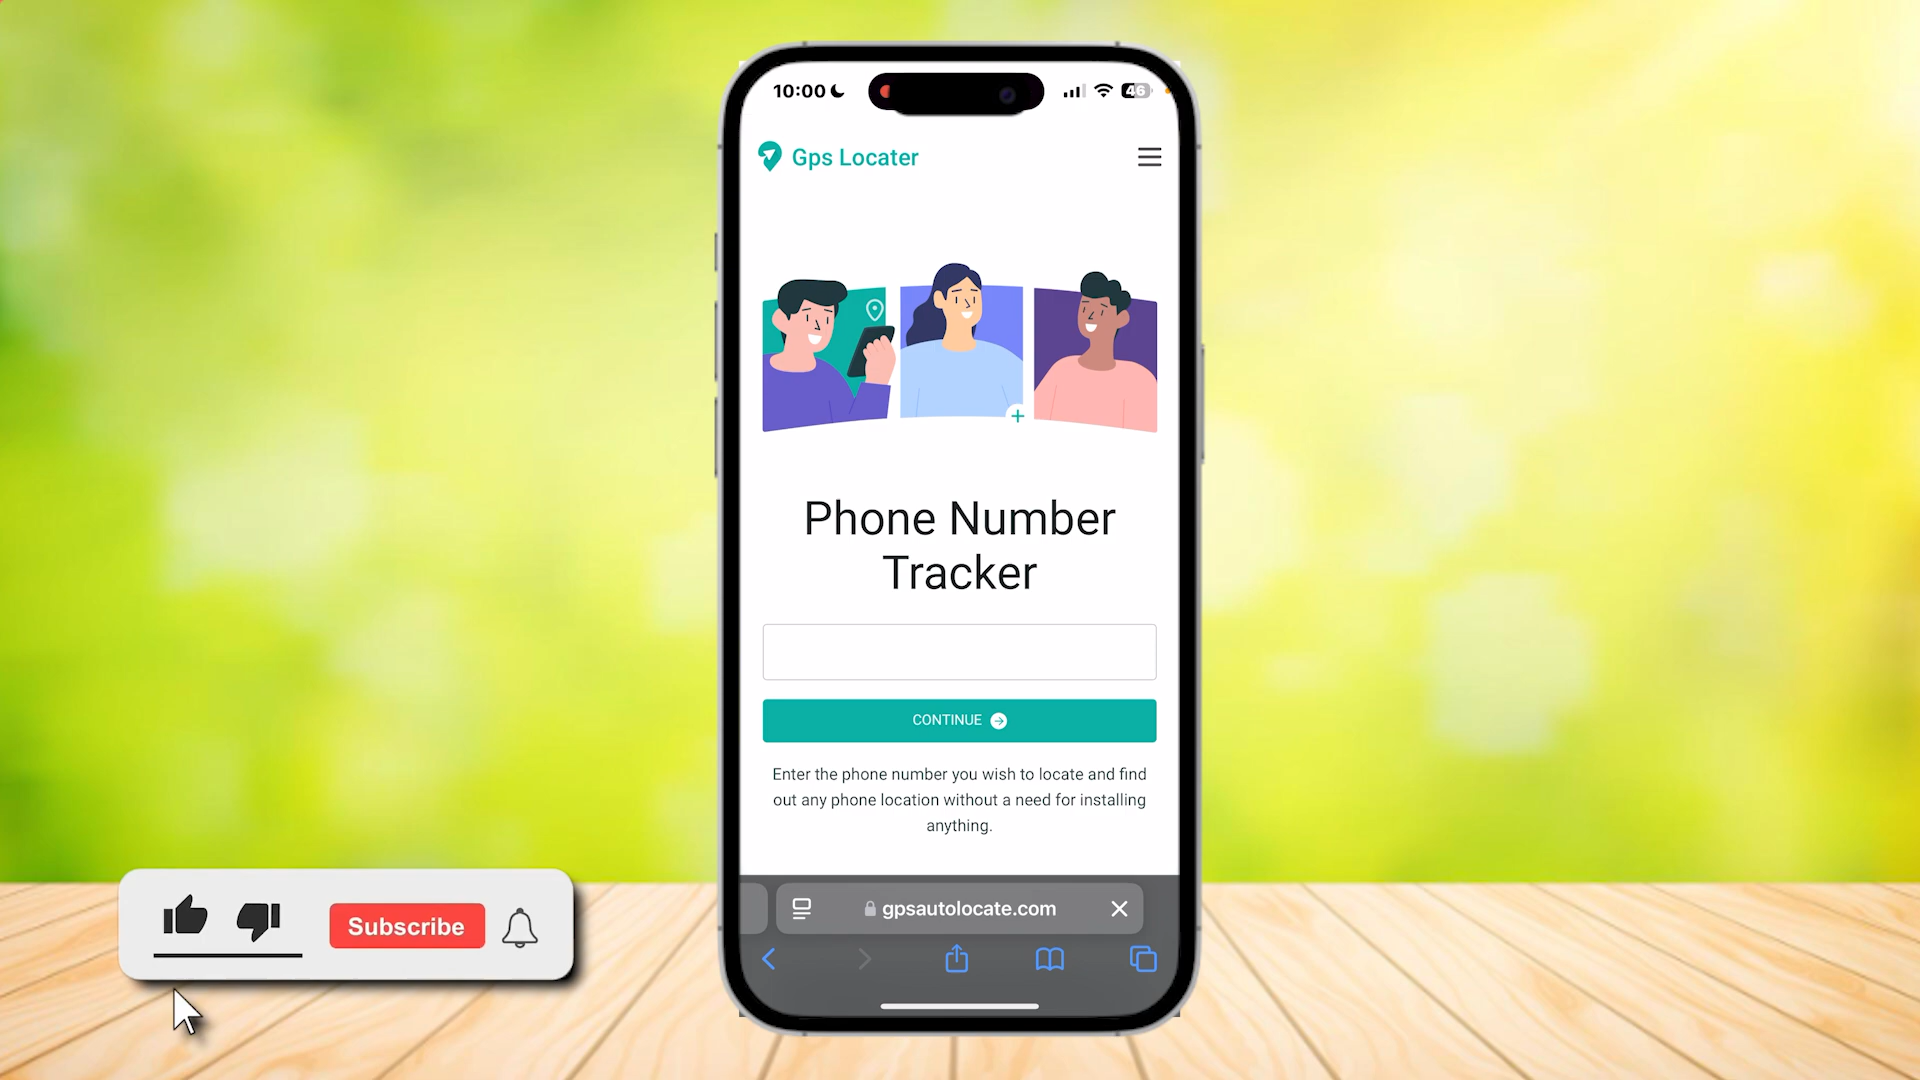 10:00
46
Gps Locater
Phone Number
Tracker
CONTINUE
Enter the phone number you wish to locate and find
out any phone location without a need for installing
anything.
gpsautolocate.com
Subscribe